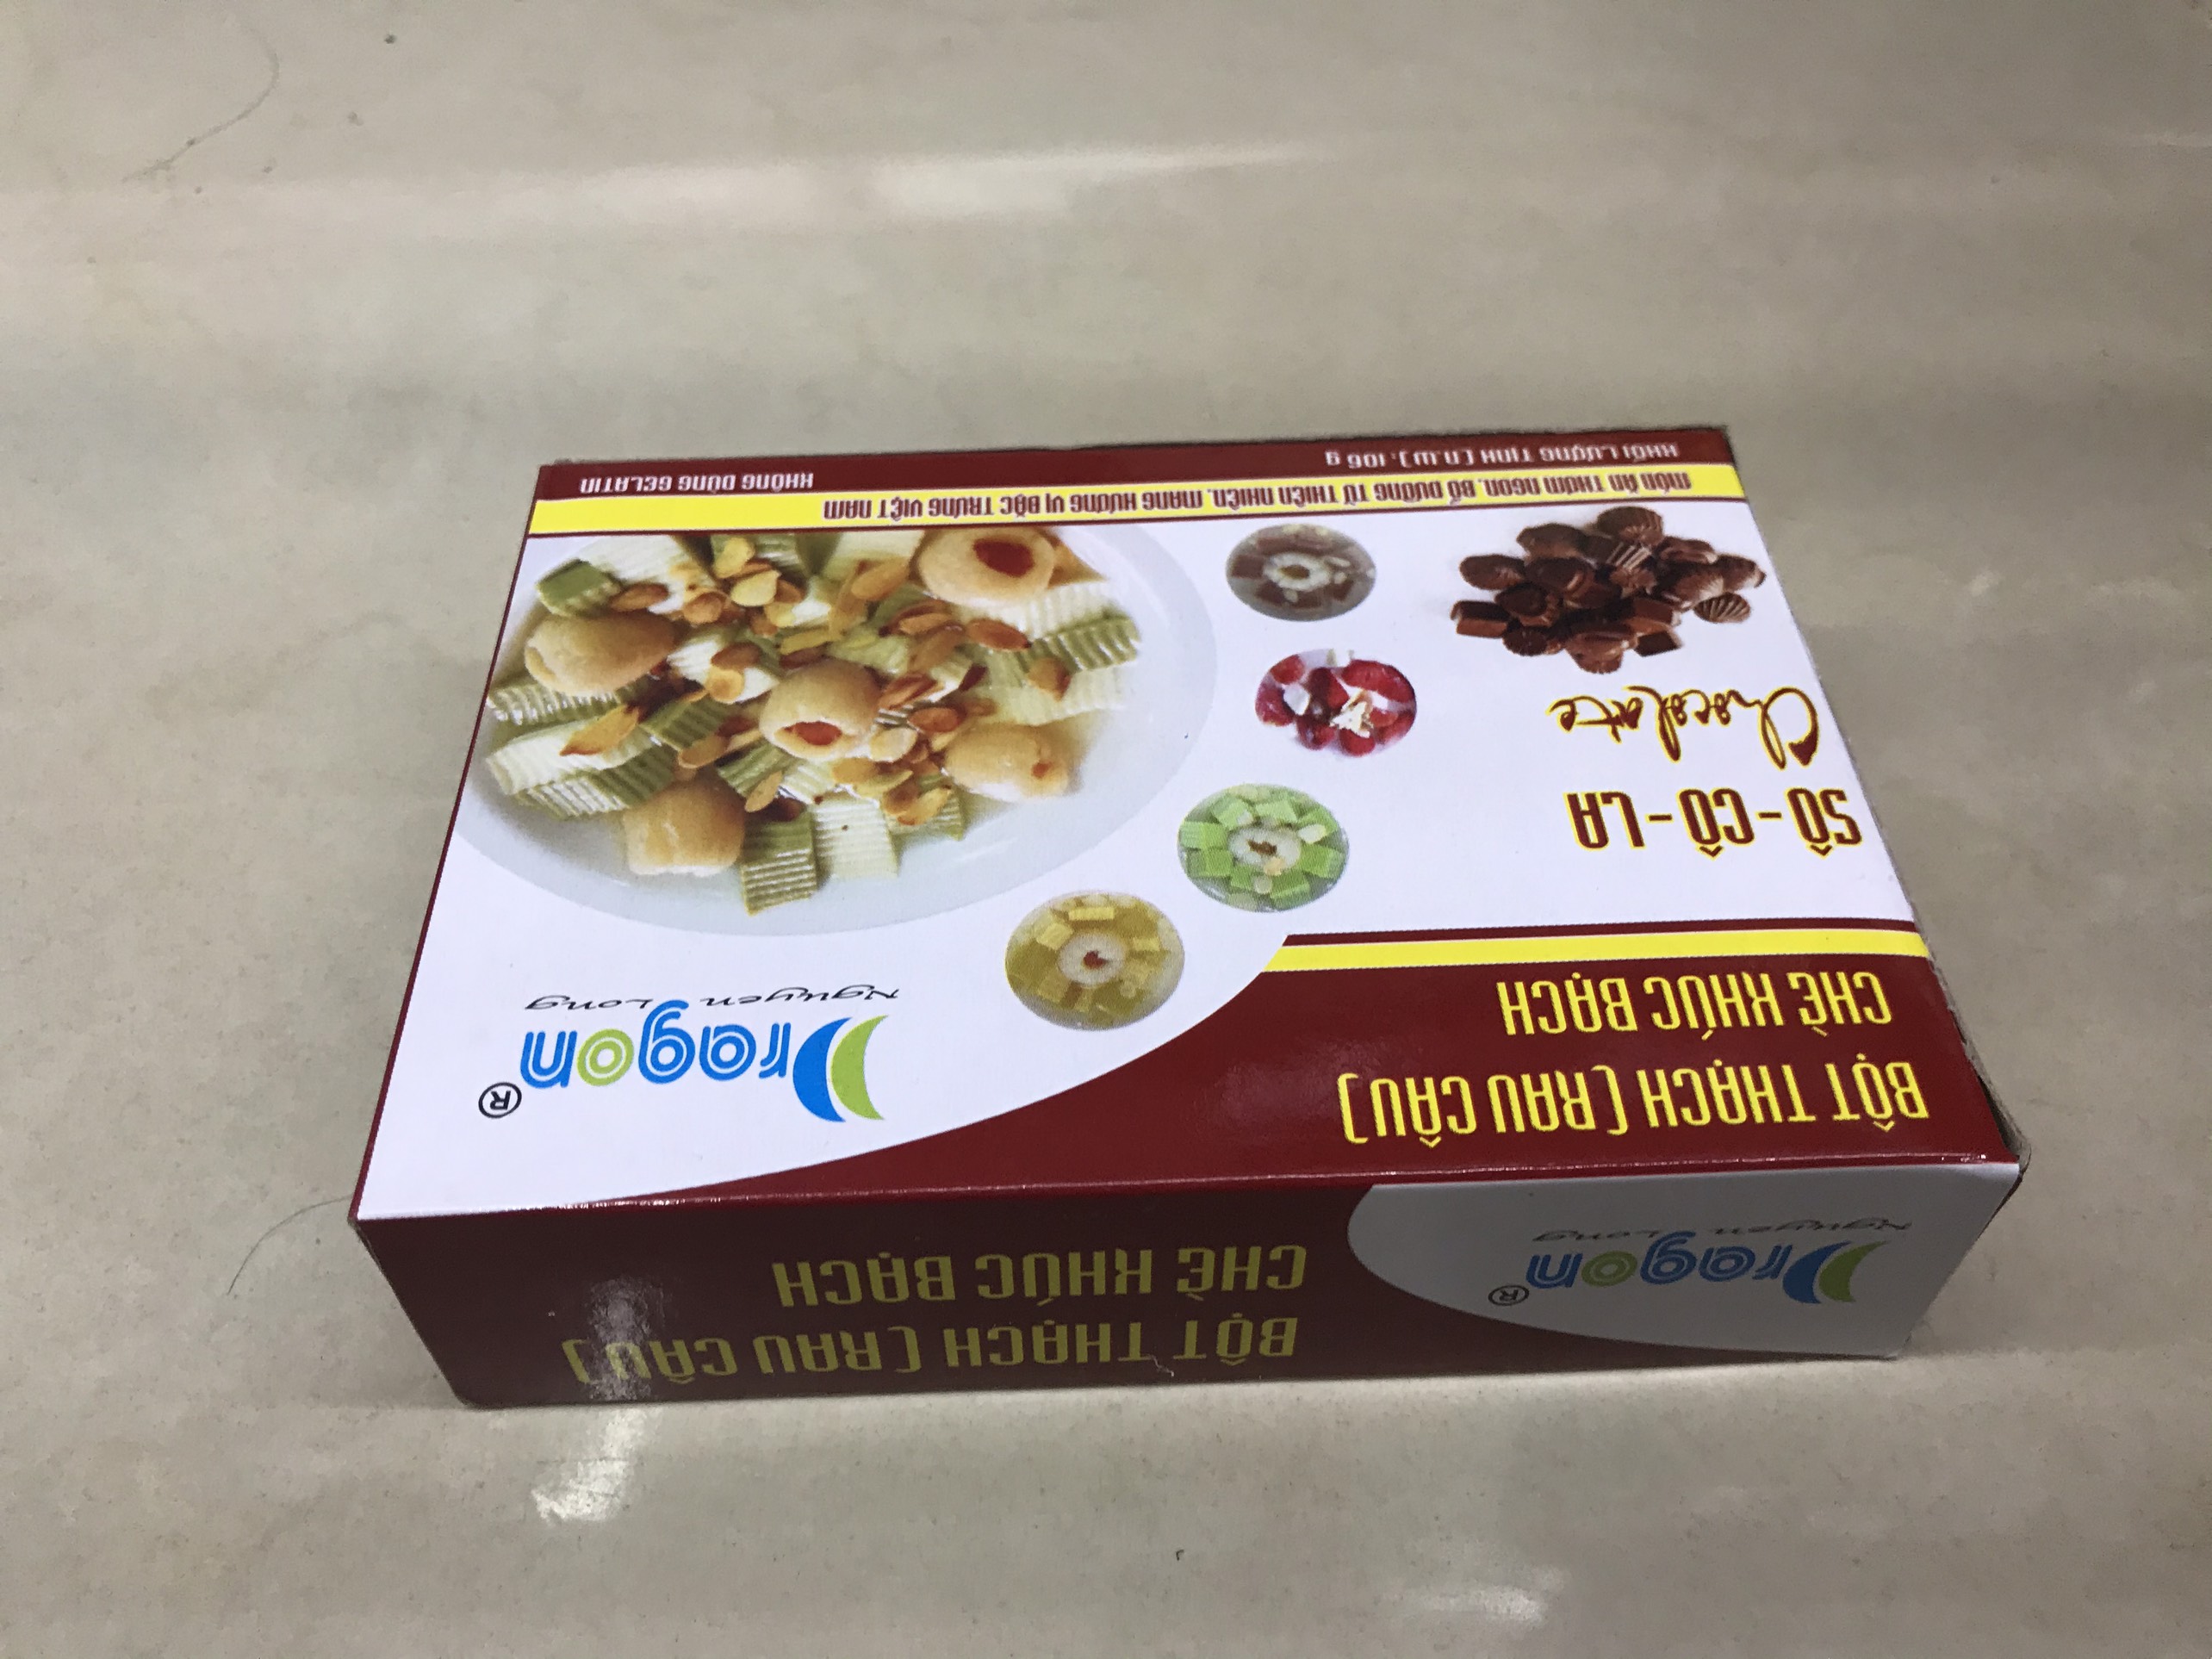 BỘT THẠCH (RAU CÂU)
CHÈ KHÚC BẠCH
Dragon®
Nguyen Long
BỘT THẠCH (RAU CÂU)
CHÈ KHÚC BẠCH
Dragon®
Nguyen Long
SÔ-CÔ-LA
Chocolate
MÓN ĂN THƠM NGON, BỔ DƯỠNG TỪ THIÊN NHIÊN, MANG HƯƠNG VỊ ĐẶC TRƯNG VIỆT NAM
KHỐI LƯỢNG TỊNH (N.W): 106 g
KHÔNG DÙNG GELATIN